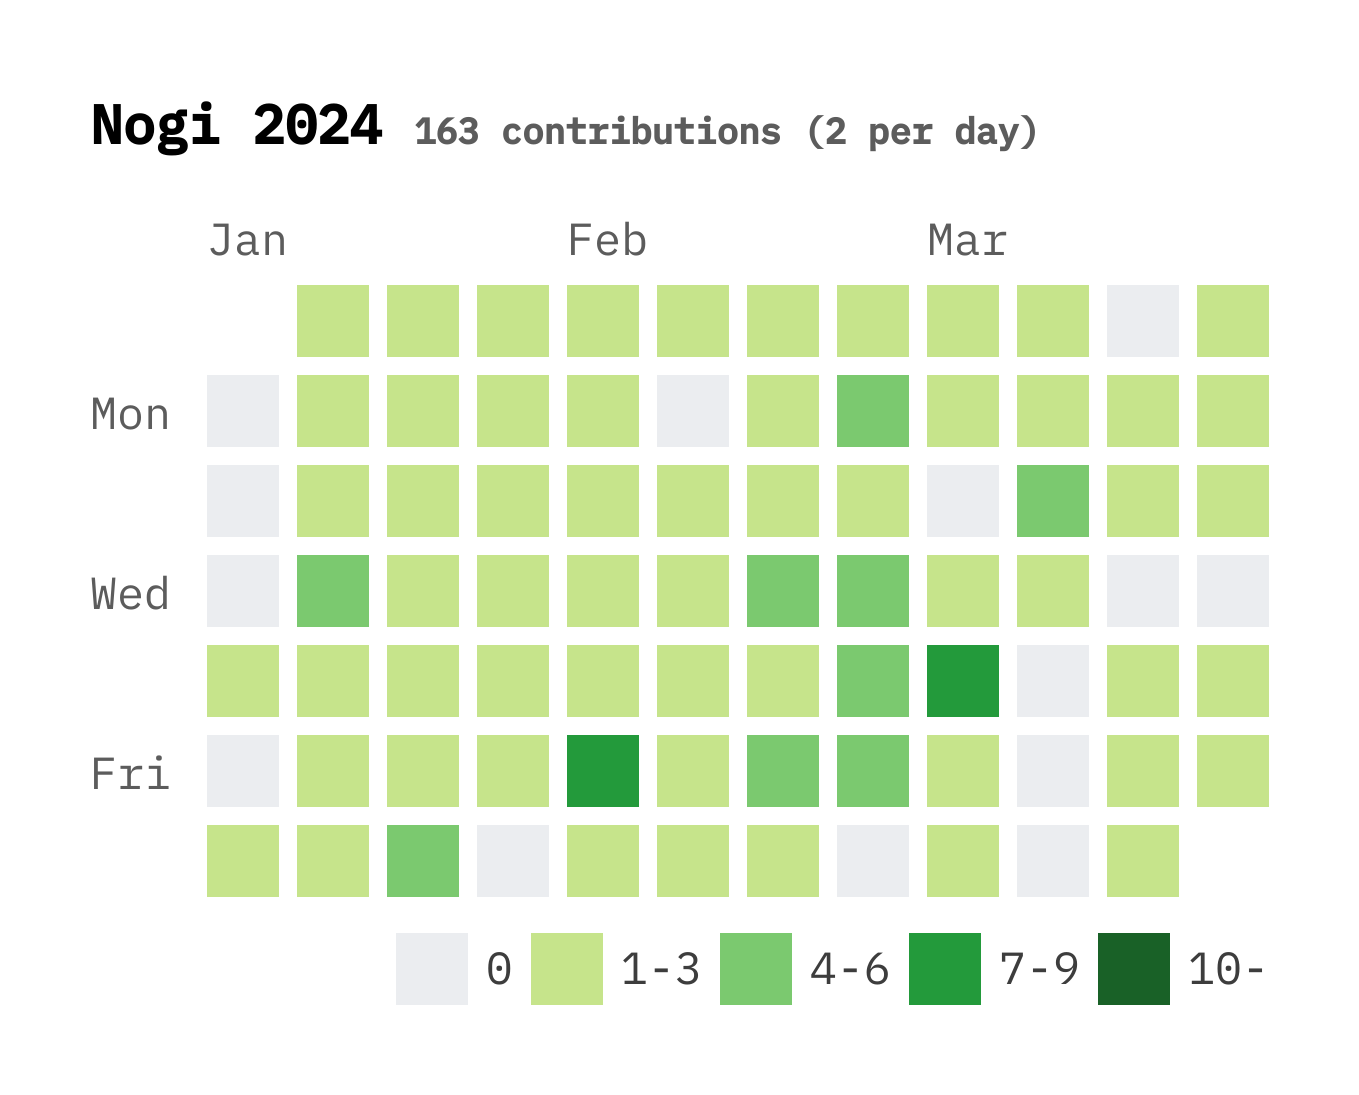 Nogi 2024 163 contributions (2 per day)
Jan Feb Mar
Mon
Wed
Fri
0 1-3 4-6 7-9 10-